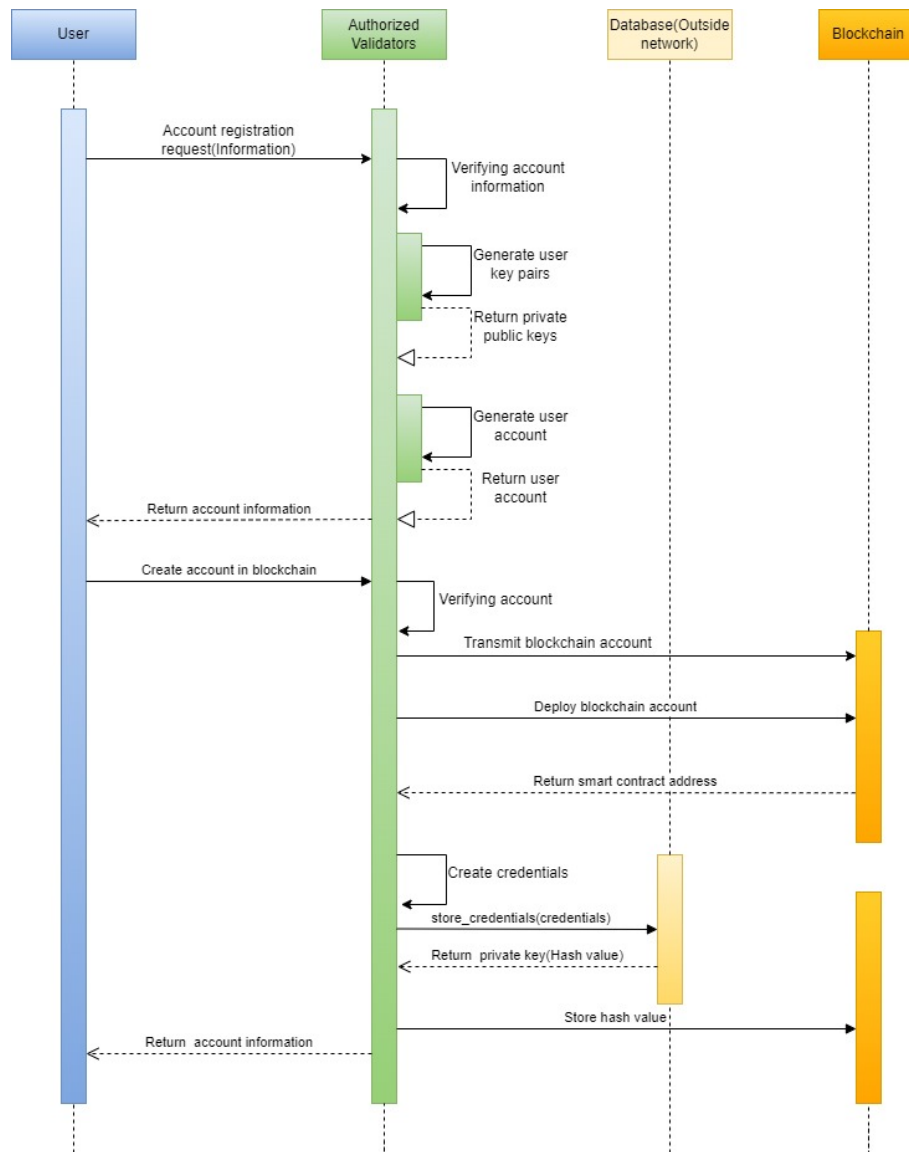 User
Authorized
Validators
Database(Outside
network)
Blockchain
Account registration
request(Information)
Verifying account
information
Generate user
key pairs
Return private
public keys
Generate user
account
Return user
account
Return account information
Create account in blockchain
Verifying account
Transmit blockchain account
Deploy blockchain account
Return smart contract address
Create credentials
store_credentials(credentials)
Return private key(Hash value)
Store hash value
Return account information